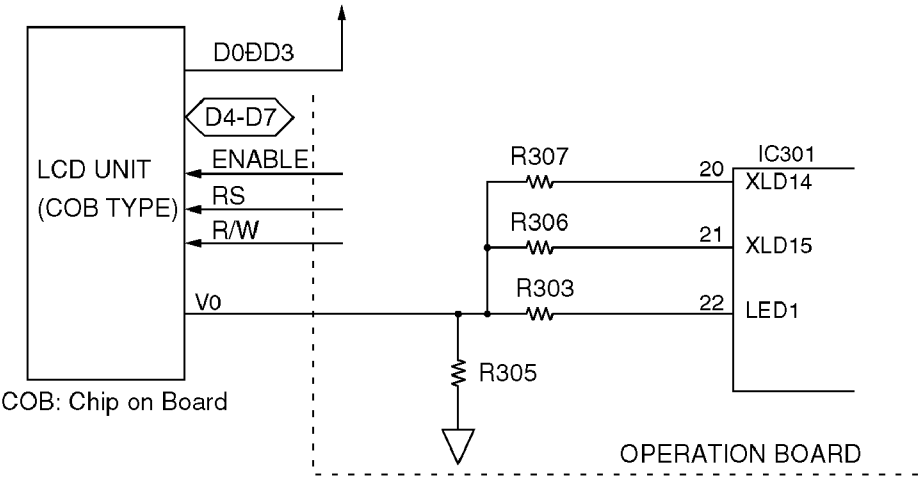 D0ÐD3
D4-D7
LCD UNIT
(COB TYPE)
ENABLE
RS
R/W
V0
COB: Chip on Board
R307
R306
R303
R305
20
21
22
IC301
XLD14
XLD15
LED1
OPERATION BOARD